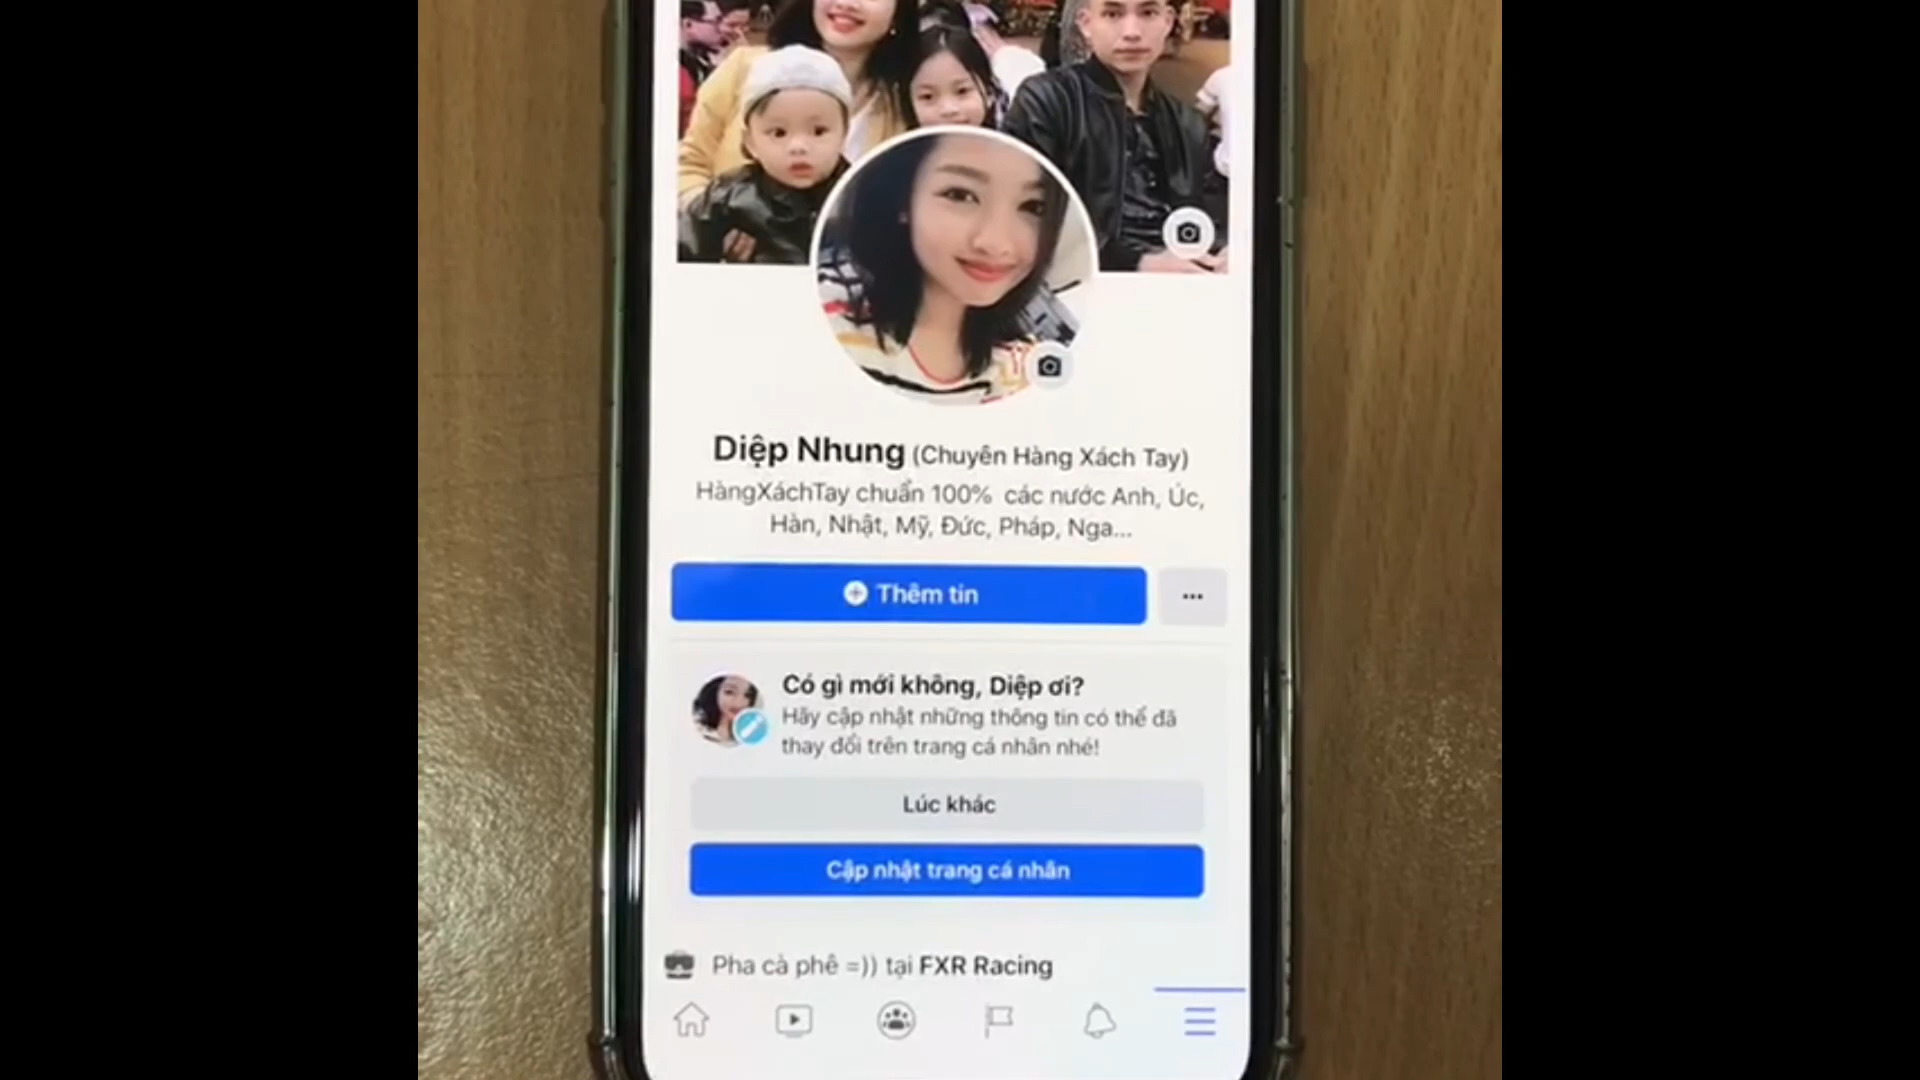 Diệp Nhung (Chuyên Hàng Xách Tay)
HàngXáchTay chuẩn 100% các nước Anh, Úc,
Hàn, Nhật, Mỹ, Đức, Pháp, Nga...
Thêm tin
Có gì mới không, Diệp ơi?
Hãy cập nhật những thông tin có thể đã
thay đổi trên trang cá nhân nhé!
Lúc khác
Cập nhật trang cá nhân
Pha cà phê =)) tại FXR Racing